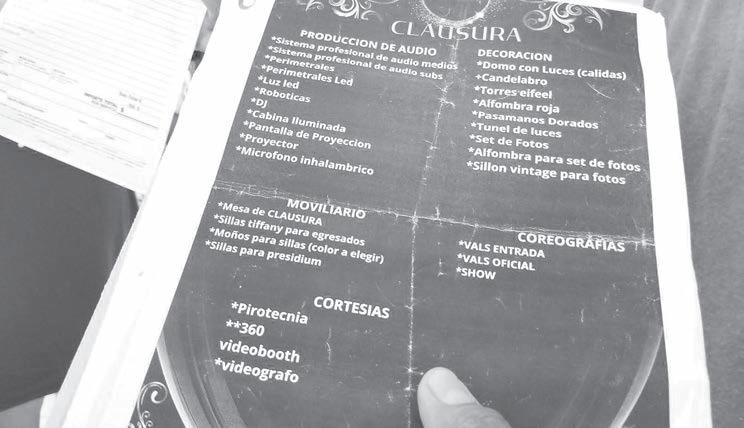 CLAUSURA
PRODUCCION DE AUDIO
*Sistema profesional de audio medios
*Sistema profesional de audio subs
*Perimetrales
*Perimetrales Led
*Luz led
*Roboticas
*DJ
*Cabina Iluminada
*Pantalla de Proyeccion
*Proyector
*Microfono inhalambrico
DECORACION
*Domo con Luces (calidas)
+Candelabro
*Torres eifeel
*Alfombra roja
*Pasamanos Dorados
*Tunel de luces
*Set de Fotos
*Alfombra para set de fotos
*Sillon vintage para fotos
MOVILIARIO
*Mesa de CLAUSURA
*Sillas tiffany para egresados
*Moños para sillas (color a elegir)
*Sillas para presidium
COREOGRAFIAS
*VALS ENTRADA
*VALS OFICIAL
*SHOW
CORTESIAS
*Pirotecnia
**360
videobooth
*videografo